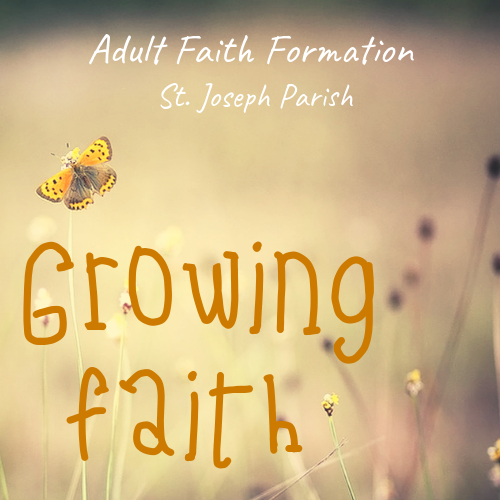 Adult Faith Formation
St. Joseph Parish
Growing
faith